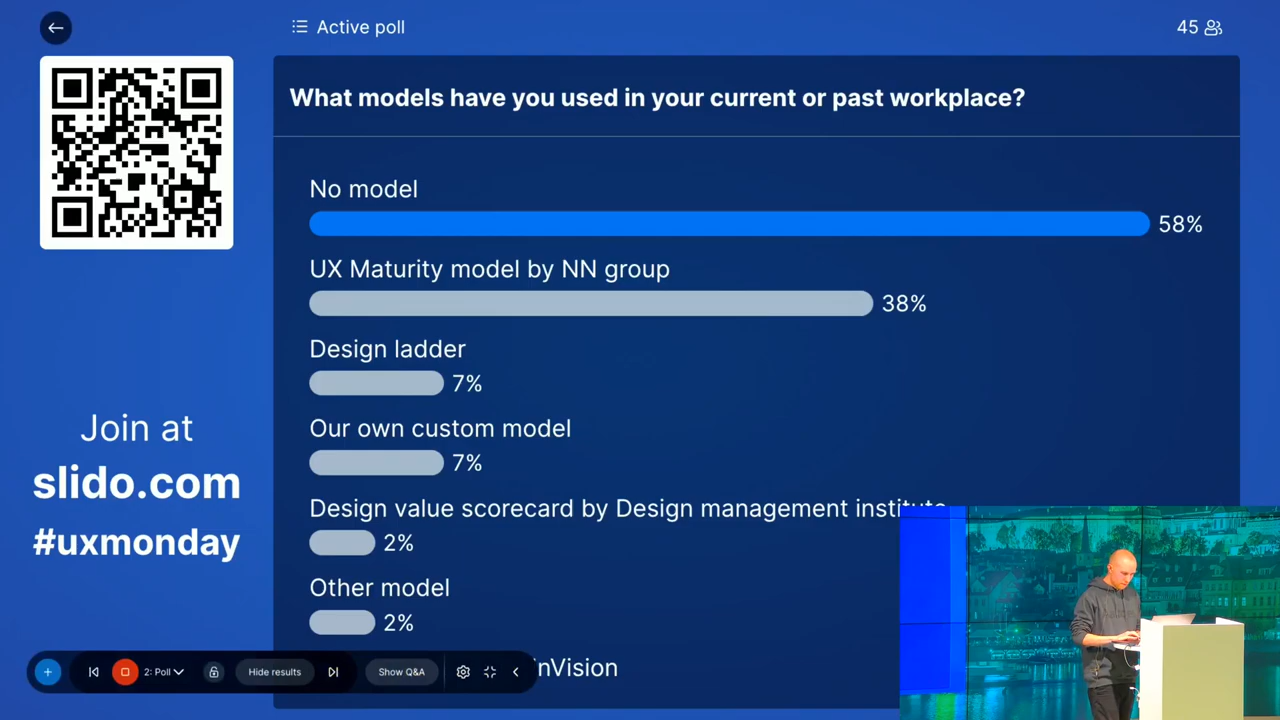 Active poll
45
What models have you used in your current or past workplace?
No model
58%
UX Maturity model by NN group
38%
Design ladder
7%
Our own custom model
7%
Design value scorecard by Design management institute
2%
Other model
2%
inVision
Join at
slido.com
#uxmonday
2: Poll
Hide results
Show Q&A